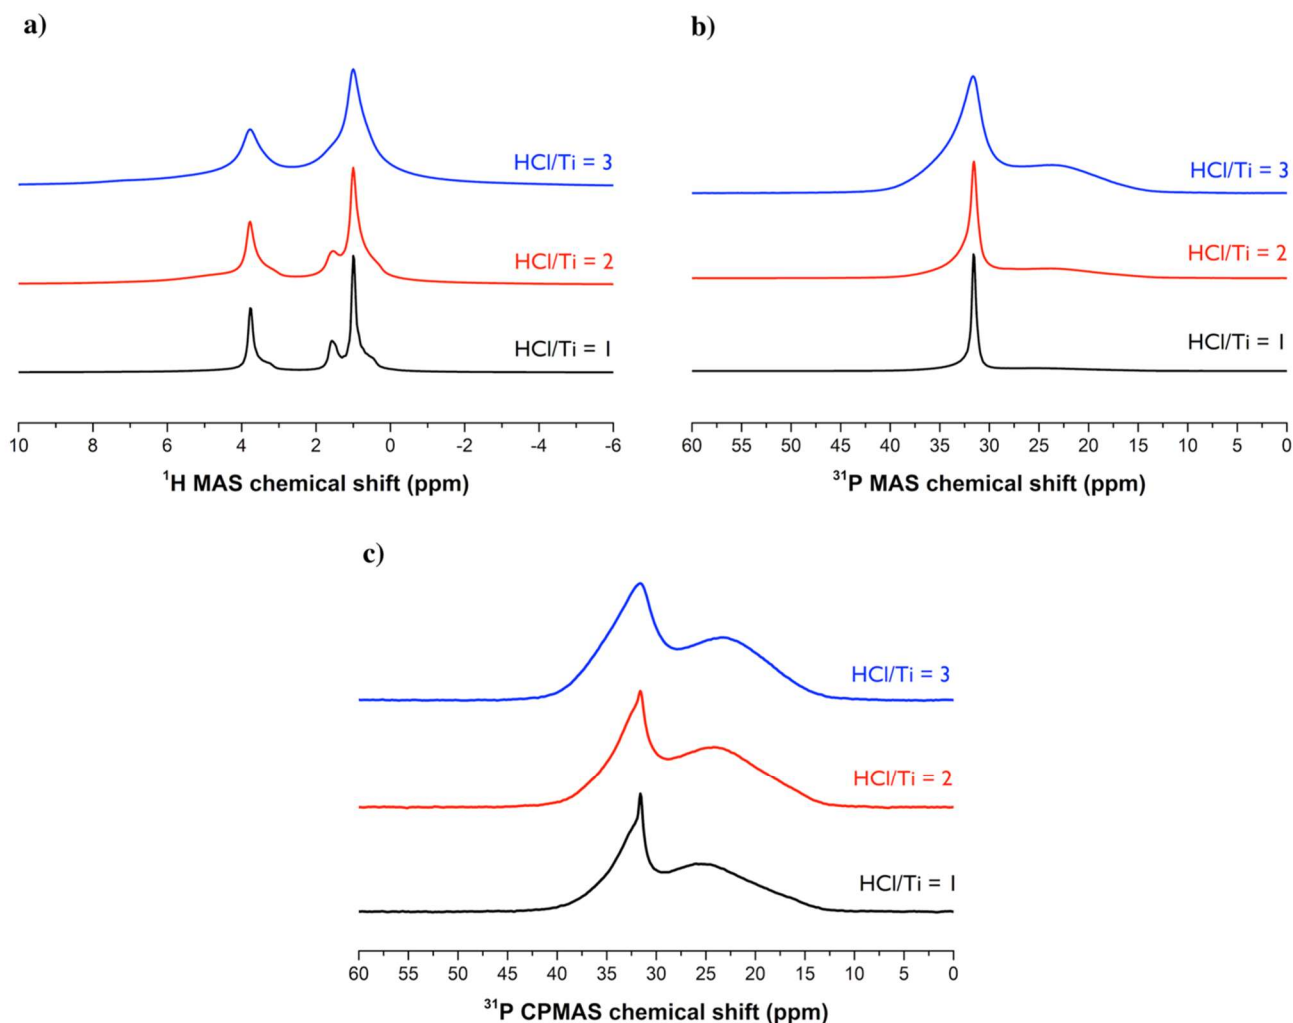 a)
HCl/Ti = 3
HCl/Ti = 2
HCl/Ti = 1
10 8 6 4 2 0 -2 -4 -6
¹H MAS chemical shift (ppm)
b)
HCl/Ti = 3
HCl/Ti = 2
HCl/Ti = 1
60 55 50 45 40 35 30 25 20 15 10 5 0
³¹P MAS chemical shift (ppm)
c)
HCl/Ti = 3
HCl/Ti = 2
HCl/Ti = 1
60 55 50 45 40 35 30 25 20 15 10 5 0
³¹P CPMAS chemical shift (ppm)